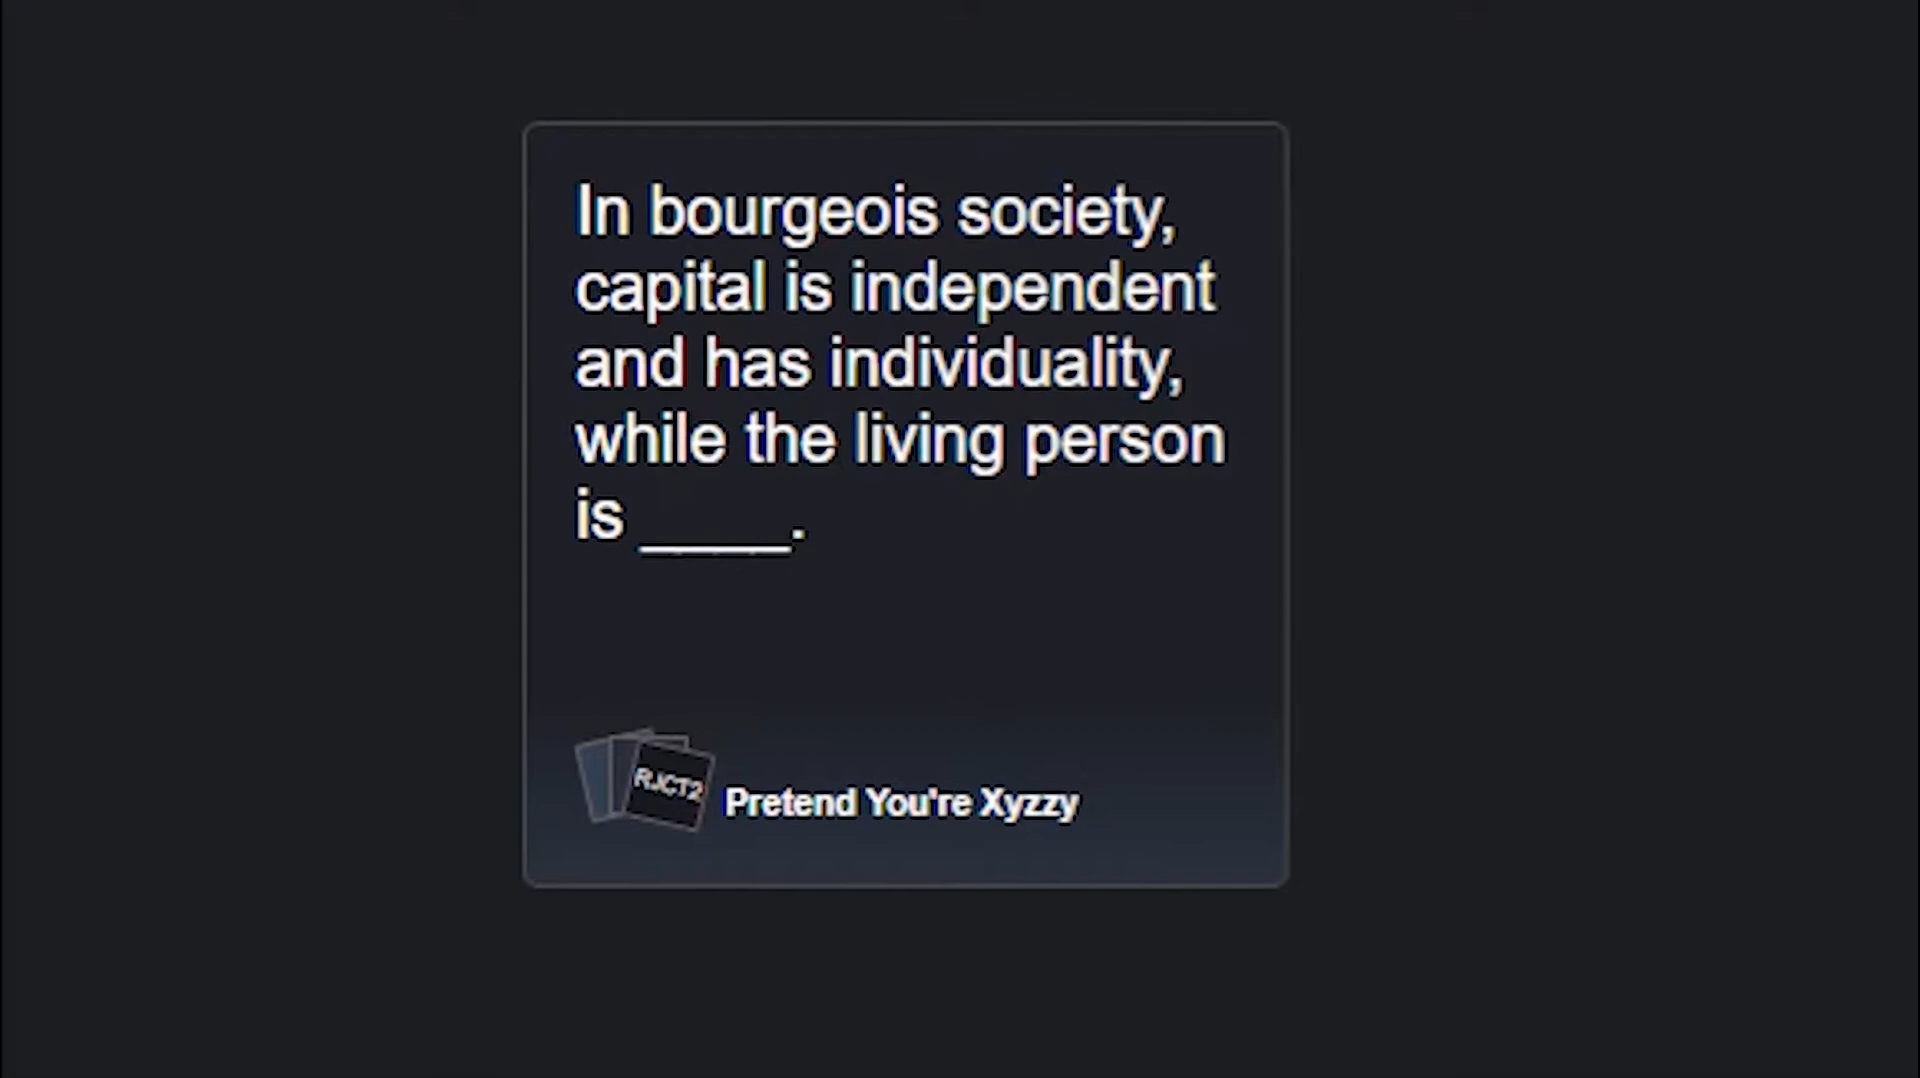 In bourgeois society,
capital is independent
and has individuality,
while the living person
is ____.
RJCT2
Pretend You're Xyzzy